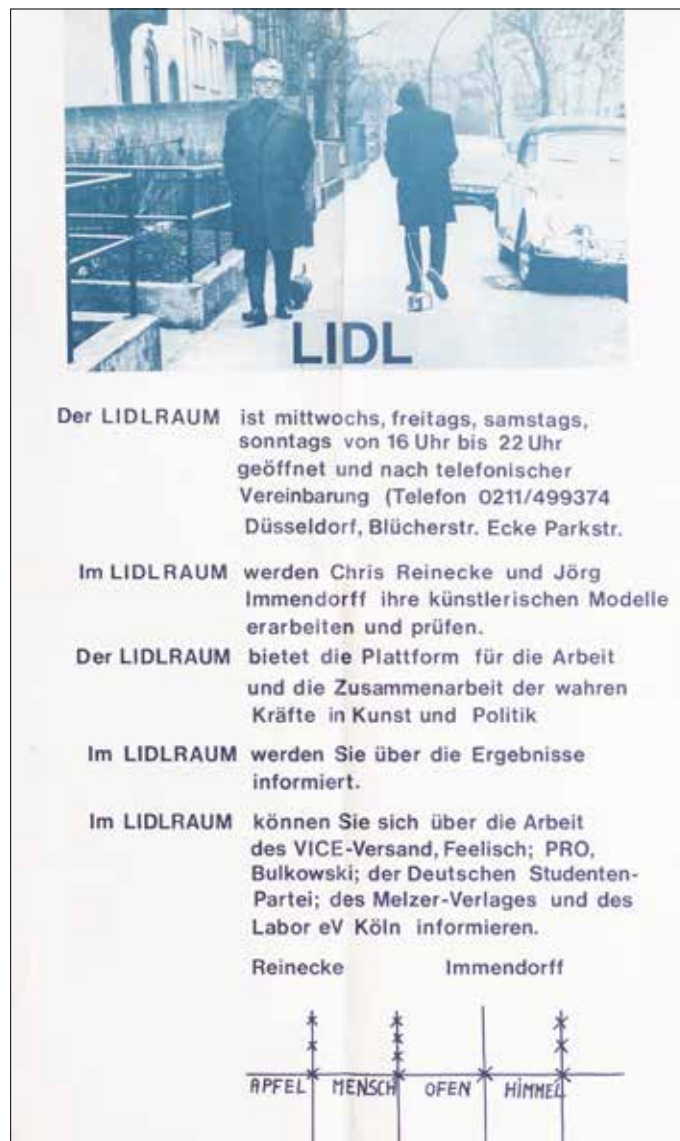 LIDL
Der LIDLRAUM ist mittwochs, freitags, samstags,
sonntags von 16 Uhr bis 22 Uhr
geöffnet und nach telefonischer
Vereinbarung (Telefon 0211/499374
Düsseldorf, Blücherstr. Ecke Parkstr.
Im LIDLRAUM werden Chris Reinecke und Jörg
Immendorff ihre künstlerischen Modelle
erarbeiten und prüfen.
Der LIDLRAUM bietet die Plattform für die Arbeit
und die Zusammenarbeit der wahren
Kräfte in Kunst und Politik
Im LIDLRAUM werden Sie über die Ergebnisse
informiert.
Im LIDLRAUM können Sie sich über die Arbeit
des VICE-Versand, Feelisch; PRO,
Bulkowski; der Deutschen Studenten-
Partei; des Melzer-Verlages und des
Labor eV Köln informieren.
Reinecke Immendorff
APFEL MENSCH OFEN HIMMEL